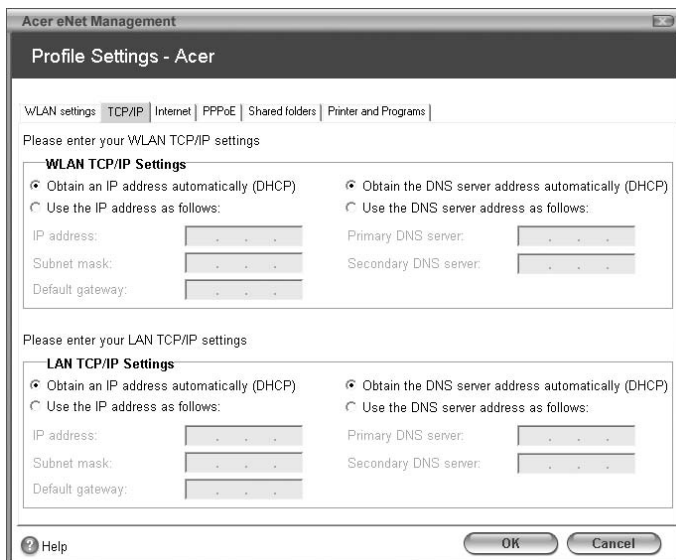 Acer eNet Management
Profile Settings - Acer
WLAN settings TCP/IP Internet PPPoE Shared folders Printer and Programs
Please enter your WLAN TCP/IP settings
WLAN TCP/IP Settings
Obtain an IP address automatically (DHCP) Obtain the DNS server address automatically (DHCP)
Use the IP address as follows: Use the DNS server address as follows:
IP address: Primary DNS server:
Subnet mask: Secondary DNS server:
Default gateway:
Please enter your LAN TCP/IP settings
LAN TCP/IP Settings
Obtain an IP address automatically (DHCP) Obtain the DNS server address automatically (DHCP)
Use the IP address as follows: Use the DNS server address as follows:
IP address: Primary DNS server:
Subnet mask: Secondary DNS server:
Default gateway:
? Help OK Cancel